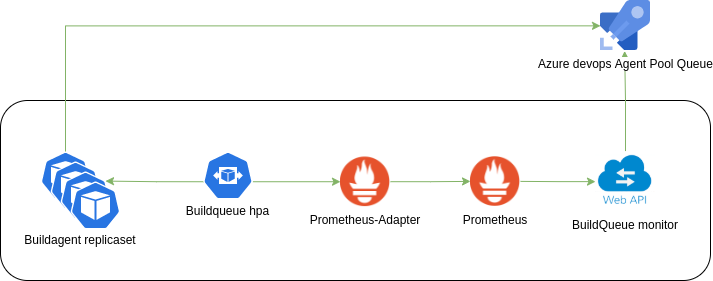 Azure devops Agent Pool Queue
Web API
Buildqueue hpa
Prometheus-Adapter
Prometheus
BuildQueue monitor
Buildagent replicaset